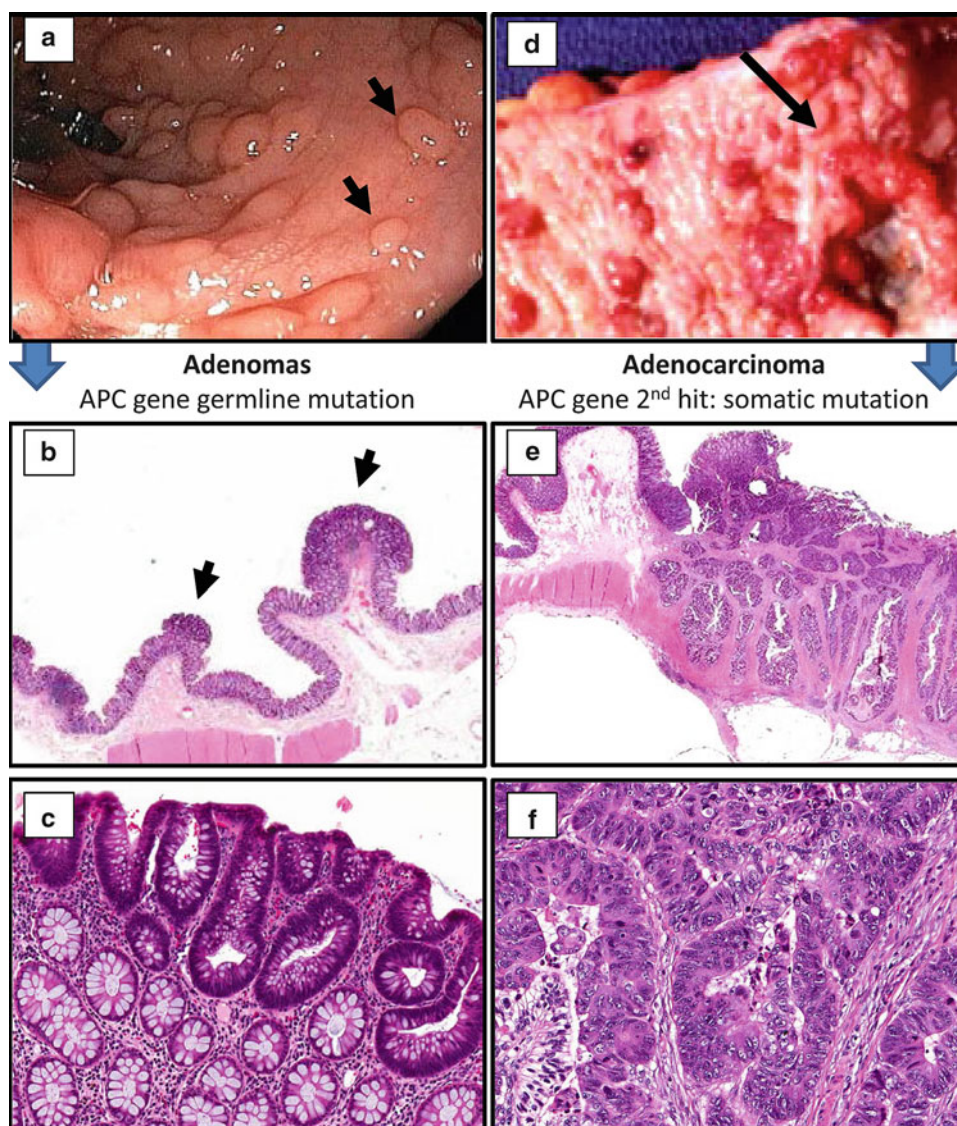 a
d
Adenomas
APC gene germline mutation
Adenocarcinoma
APC gene 2nd hit: somatic mutation
b
e
c
f